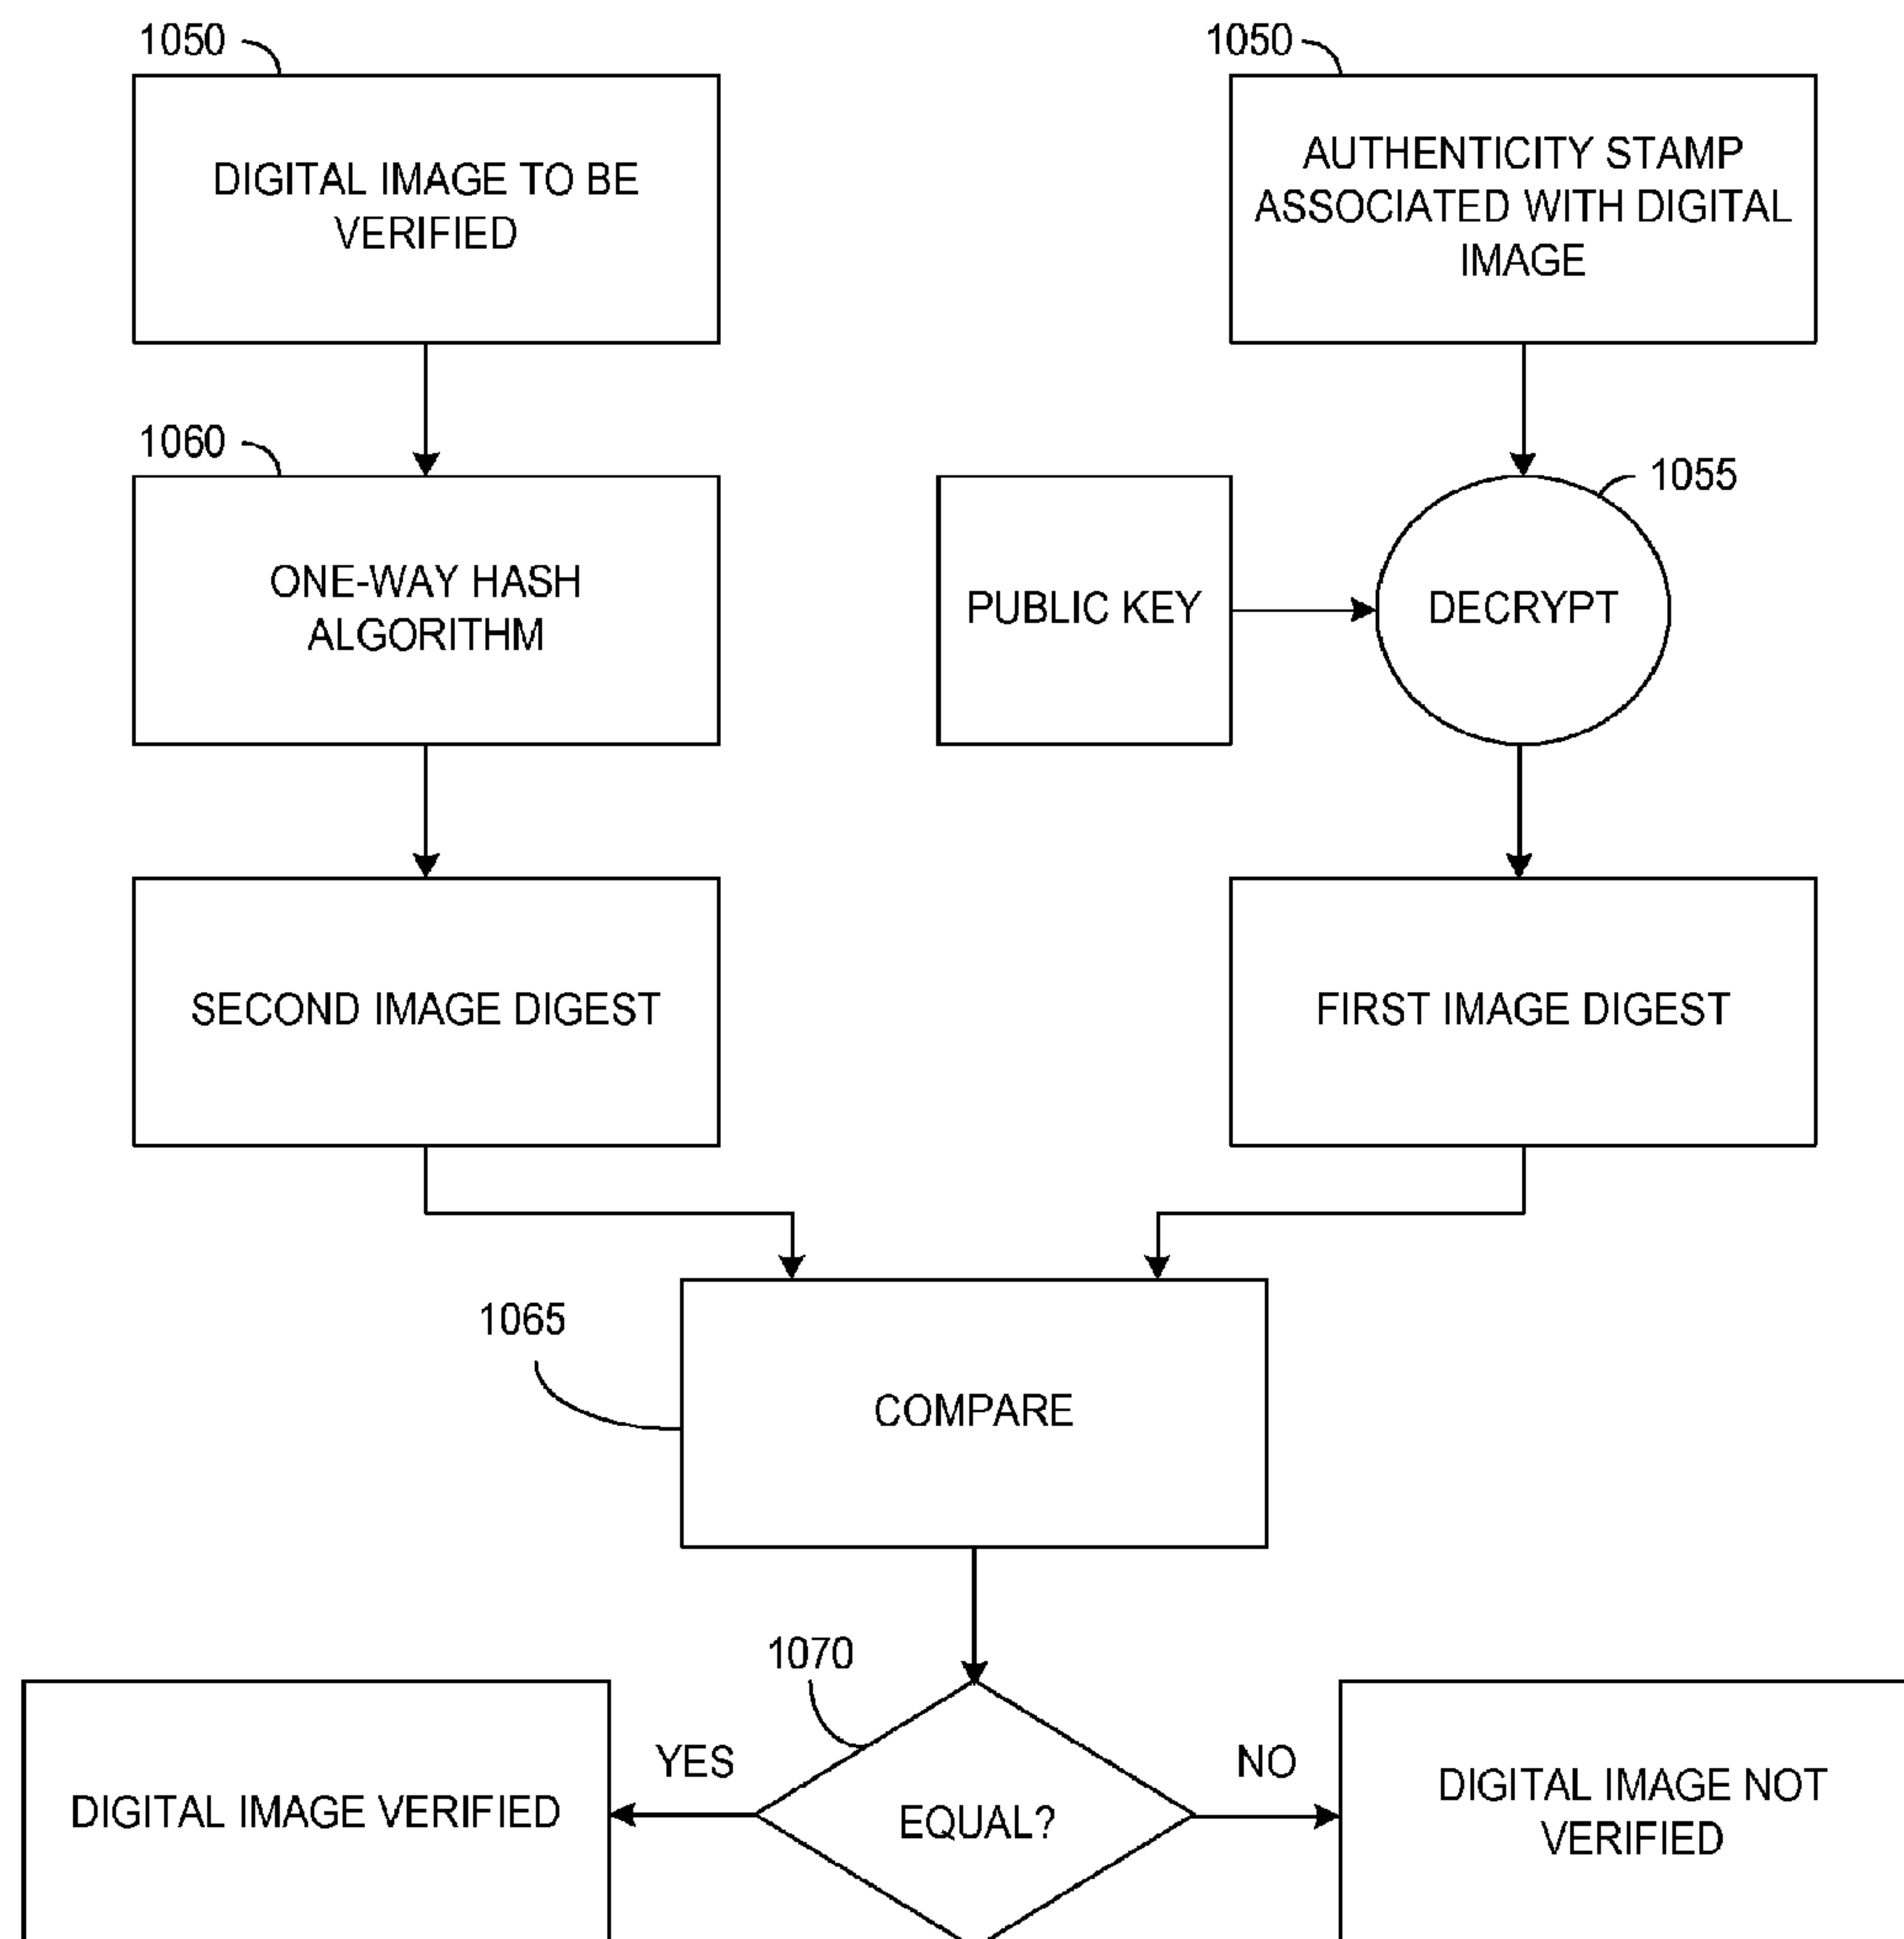 1050
1050
DIGITAL IMAGE TO BE
VERIFIED
AUTHENTICITY STAMP
ASSOCIATED WITH DIGITAL
IMAGE
1060
1055
ONE-WAY HASH
ALGORITHM
PUBLIC KEY
DECRYPT
SECOND IMAGE DIGEST
FIRST IMAGE DIGEST
1065
COMPARE
1070
YES
NO
DIGITAL IMAGE VERIFIED
EQUAL?
DIGITAL IMAGE NOT
VERIFIED